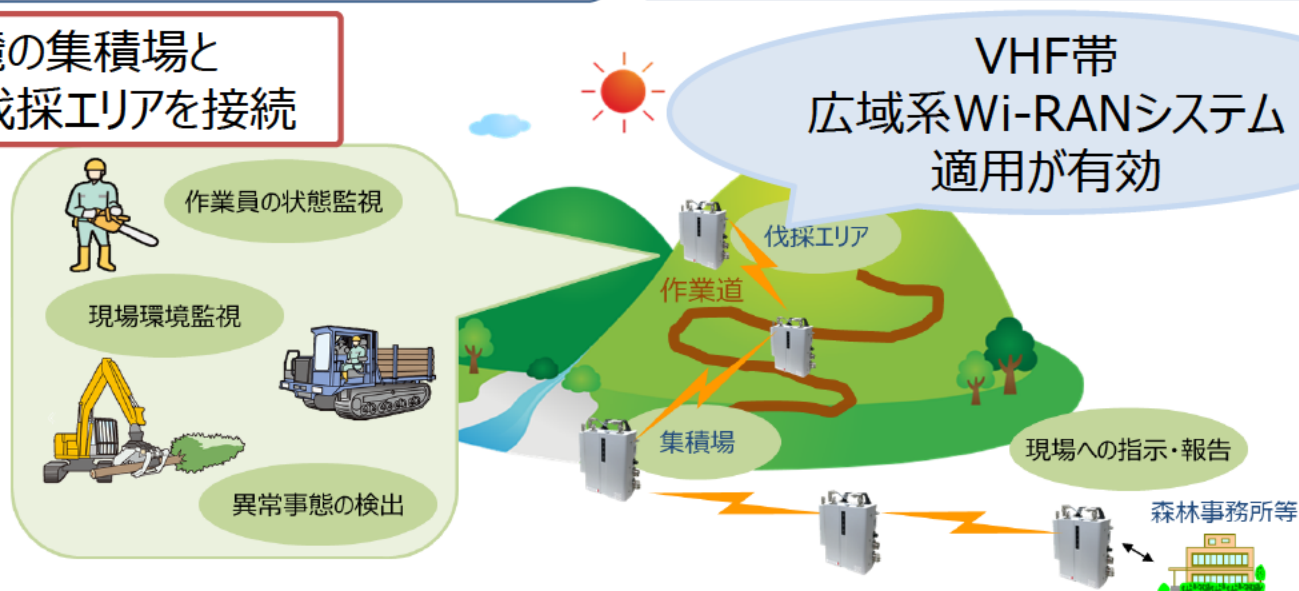 の集積場と
伐採エリアを接続
VHF帯
広域系Wi-RANシステム
適用が有効
作業員の状態監視
現場環境監視
異常事態の検出
伐採エリア
作業道
集積場
現場への指示・報告
森林事務所等